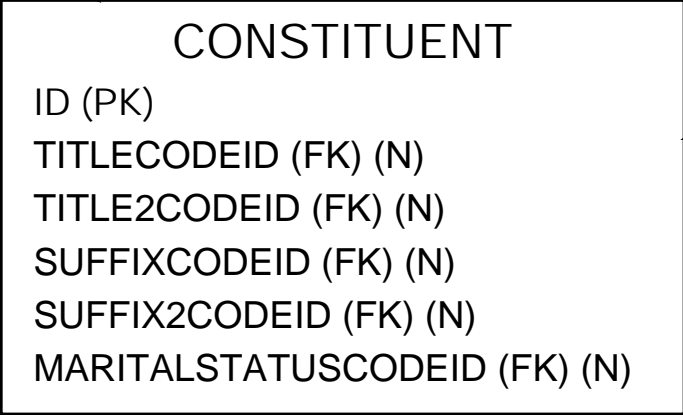 CONSTITUENT
ID (PK)
TITLECODEID (FK) (N)
TITLE2CODEID (FK) (N)
SUFFIXCODEID (FK) (N)
SUFFIX2CODEID (FK) (N)
MARITALSTATUSCODEID (FK) (N)